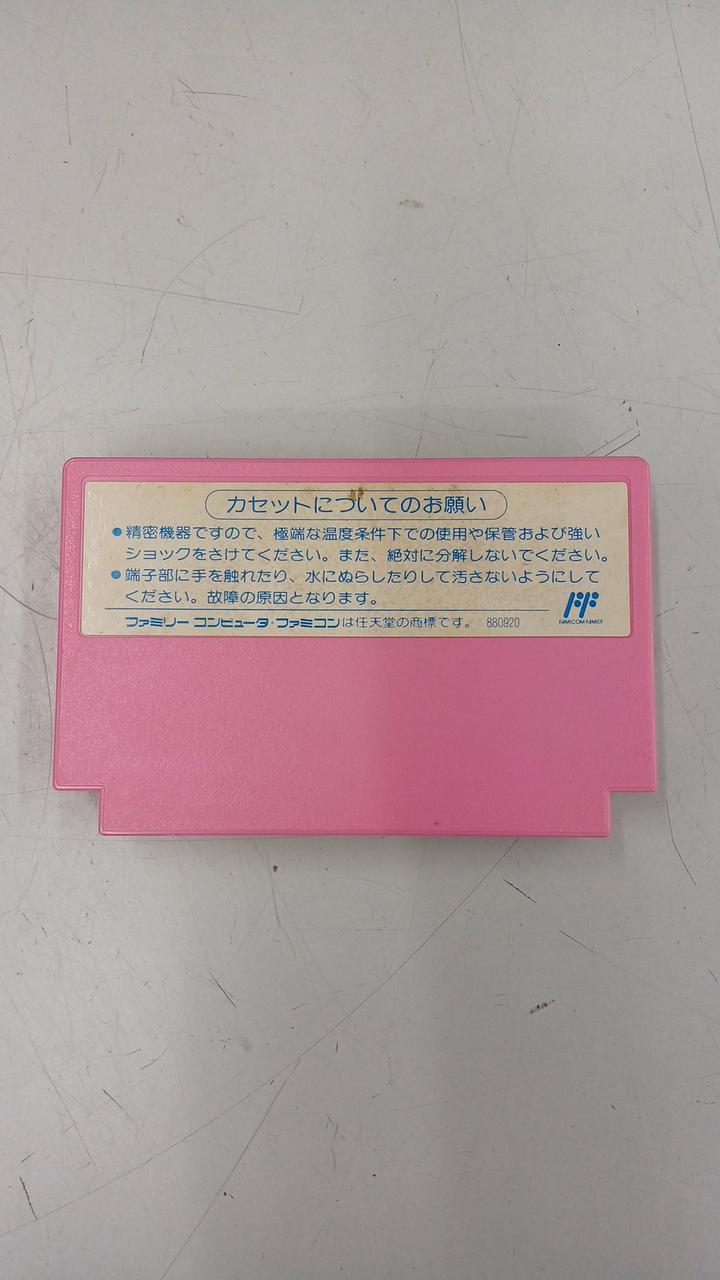 カセットについてのお願い
●精密機器ですので、極端な温度条件下での使用や保管および強い
ショックをさけてください。また、絶対に分解しないでください。
●端子部に手を触れたり、水にぬらしたりして汚さないようにして
ください。故障の原因となります。
ファミリー コンピュータ・ファミコンは任天堂の商標です。 880920
FAMICOM FAMILY